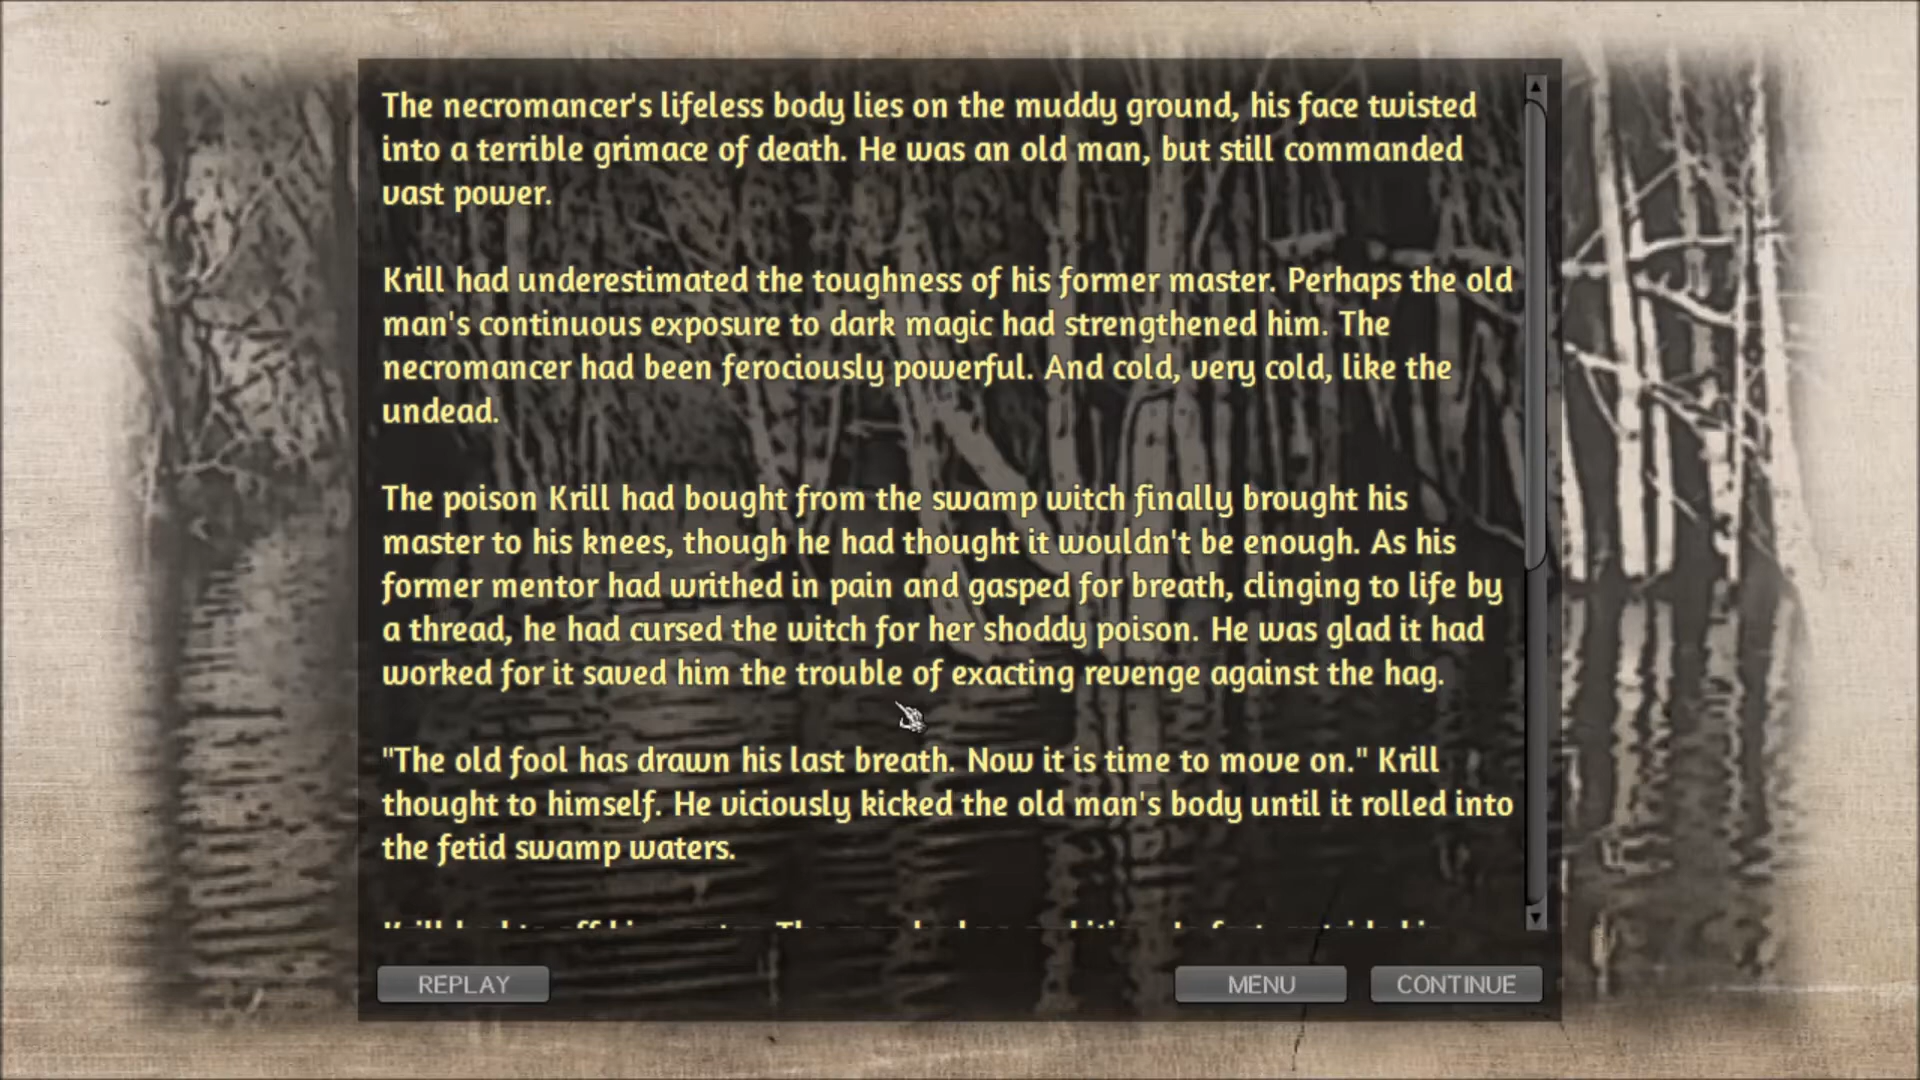 The necromancer's lifeless body lies on the muddy ground, his face twisted
into a terrible grimace of death. He was an old man, but still commanded
vast power.
Krill had underestimated the toughness of his former master. Perhaps the old
man's continuous exposure to dark magic had strengthened him. The
necromancer had been ferociously powerful. And cold, very cold, like the
undead.
The poison Krill had bought from the swamp witch finally brought his
master to his knees, though he had thought it wouldn't be enough. As his
former mentor had writhed in pain and gasped for breath, clinging to life by
a thread, he had cursed the witch for her shoddy poison. He was glad it had
worked for it saved him the trouble of exacting revenge against the hag.
"The old fool has drawn his last breath. Now it is time to move on." Krill
thought to himself. He viciously kicked the old man's body until it rolled into
the fetid swamp waters.
REPLAY
MENU
CONTINUE